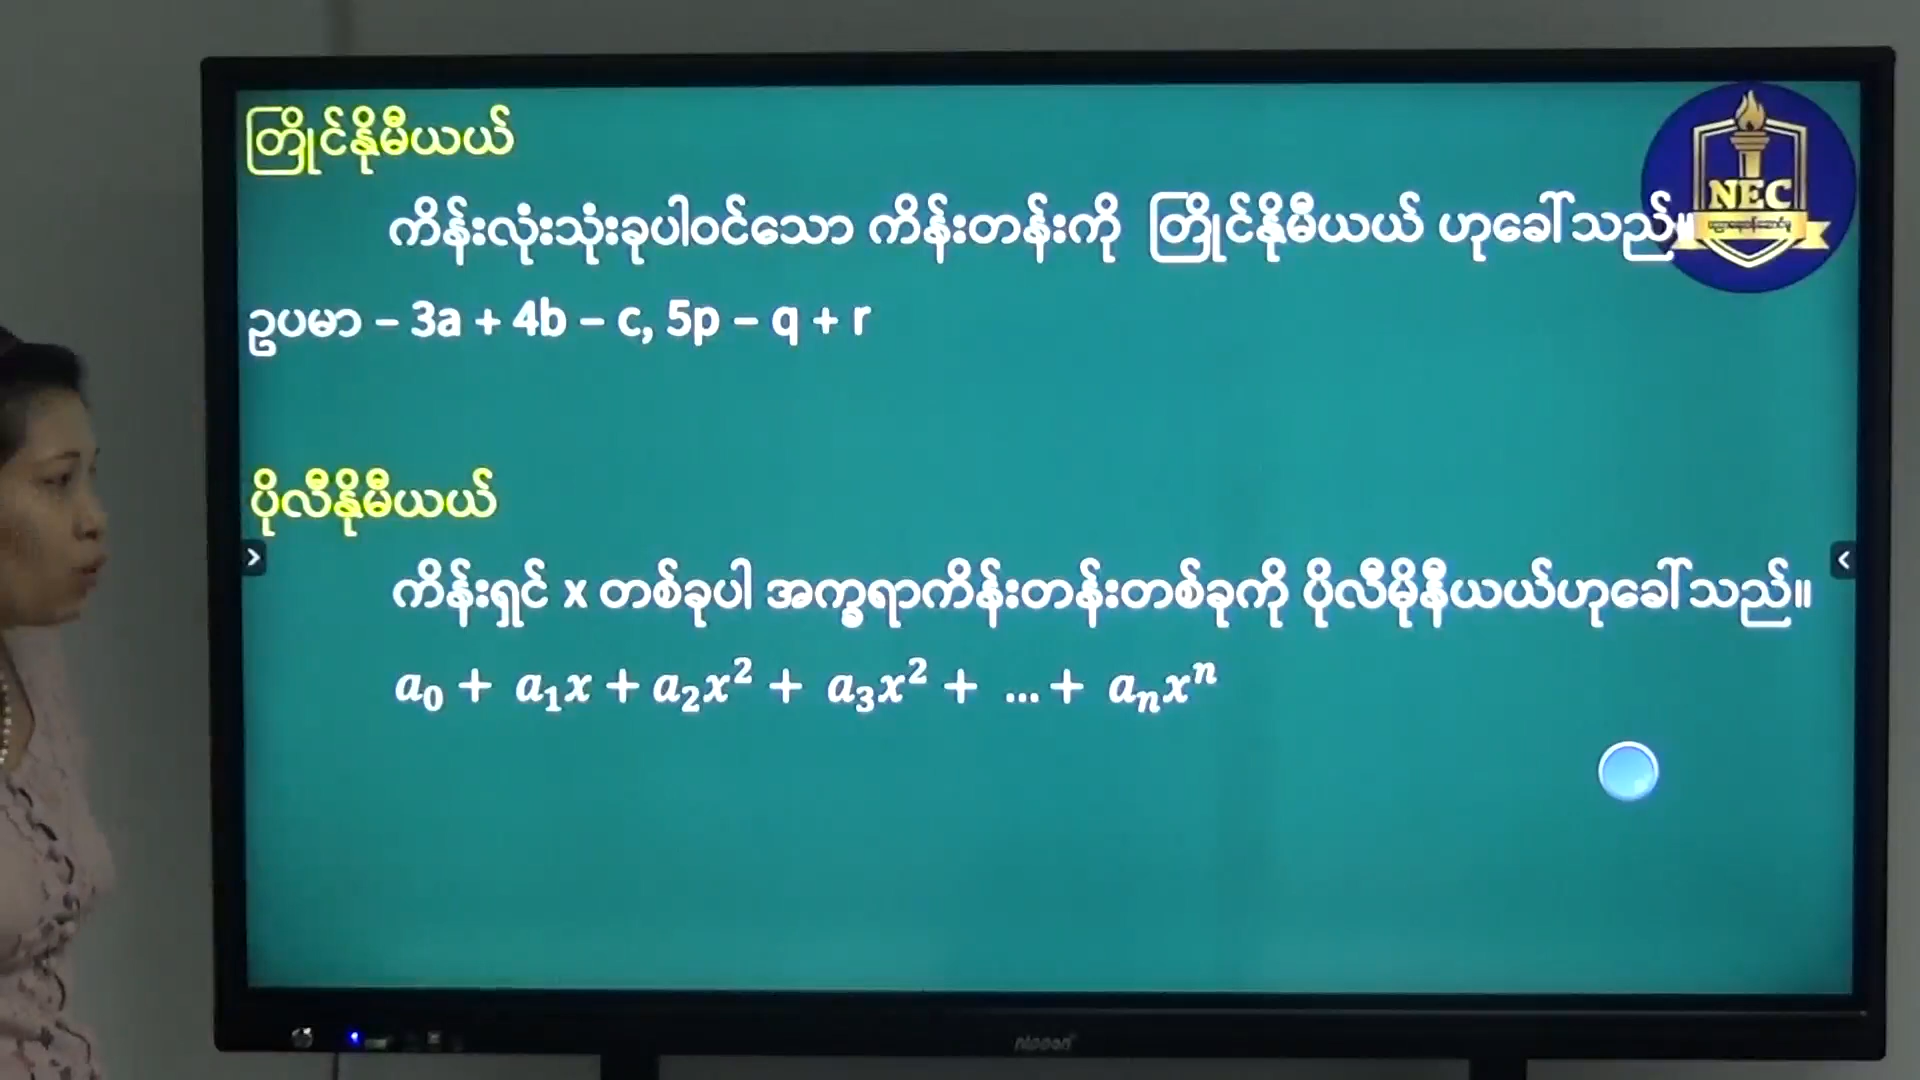 တြိုင်နိုမီယယ်
NEC
ကိန်းလုံးသုံးခုပါဝင်သော ကိန်းတန်းကို တြိုင်နိုမီယယ် ဟုခေါ်သည်။
ဥပမာ – 3a + 4b – c, 5p – q + r
ပိုလီနိုမီယယ်
ကိန်းရှင် x တစ်ခုပါ အက္ခရာကိန်းတန်းတစ်ခုကို ပိုလီမိုနီယယ်ဟုခေါ်သည်။
a₀ + a₁x + a₂x² + a₃x² + ... + aₙxⁿ